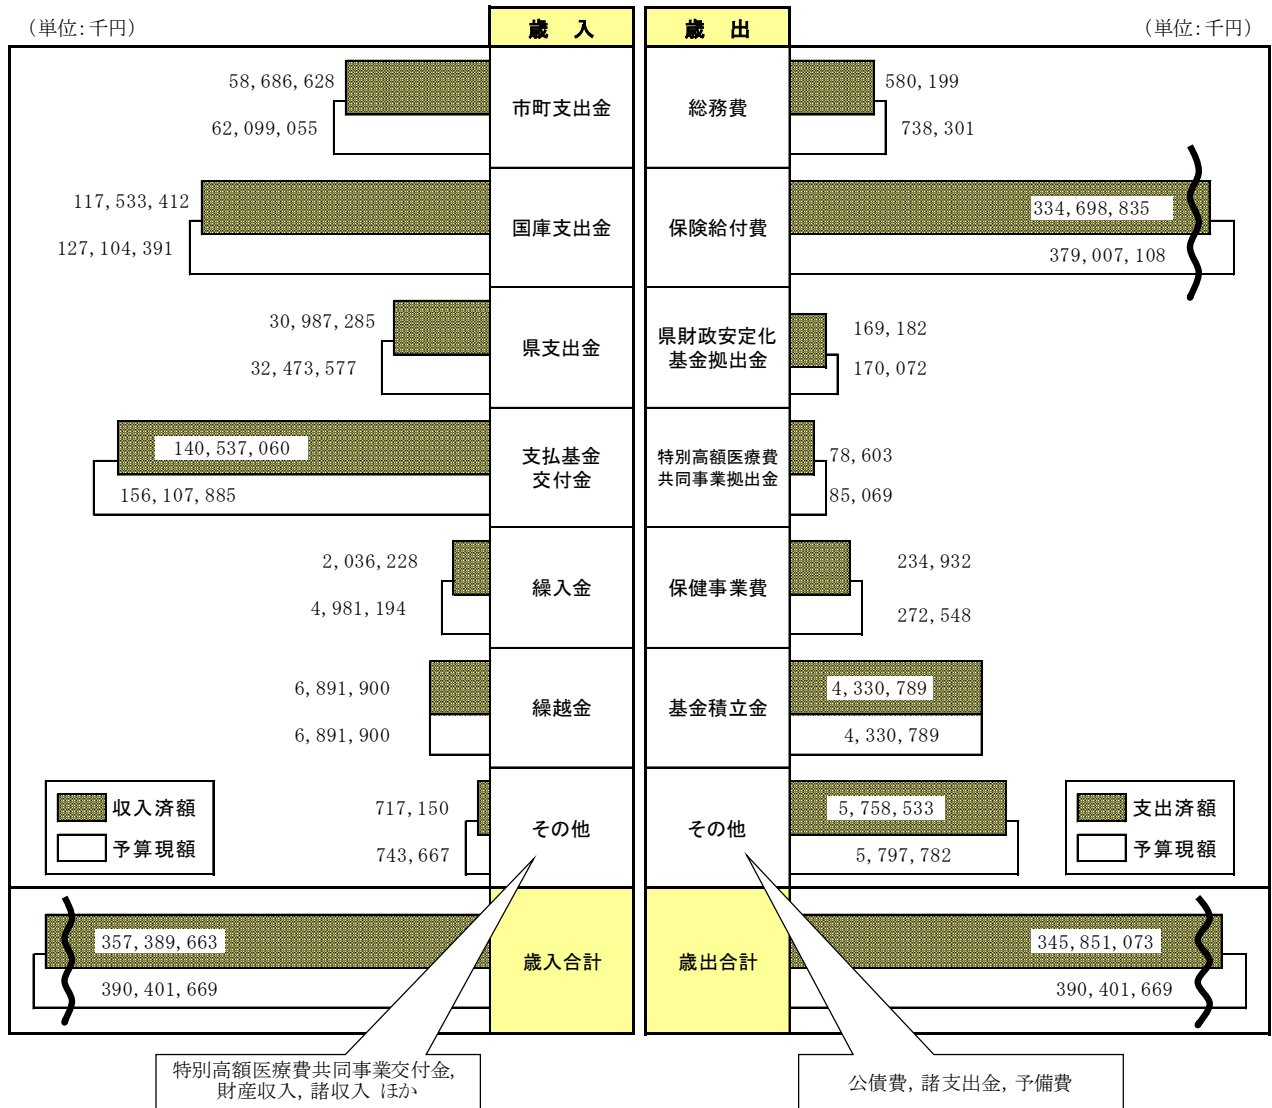 （単位：千円）
歳　入
歳　出
（単位：千円）
58,686,628
62,099,055
市町支出金
総務費
580,199
738,301
117,533,412
127,104,391
国庫支出金
保険給付費
334,698,835
379,007,108
30,987,285
32,473,577
県支出金
県財政安定化
基金拠出金
169,182
170,072
140,537,060
156,107,885
支払基金
交付金
特別高額医療費
共同事業拠出金
78,603
85,069
2,036,228
4,981,194
繰入金
保健事業費
234,932
272,548
6,891,900
6,891,900
繰越金
基金積立金
4,330,789
4,330,789
収入済額
予算現額
717,150
743,667
その他
その他
5,758,533
5,797,782
支出済額
予算現額
357,389,663
390,401,669
歳入合計
歳出合計
345,851,073
390,401,669
特別高額医療費共同事業交付金，
財産収入，諸収入 ほか
公債費，諸支出金，予備費